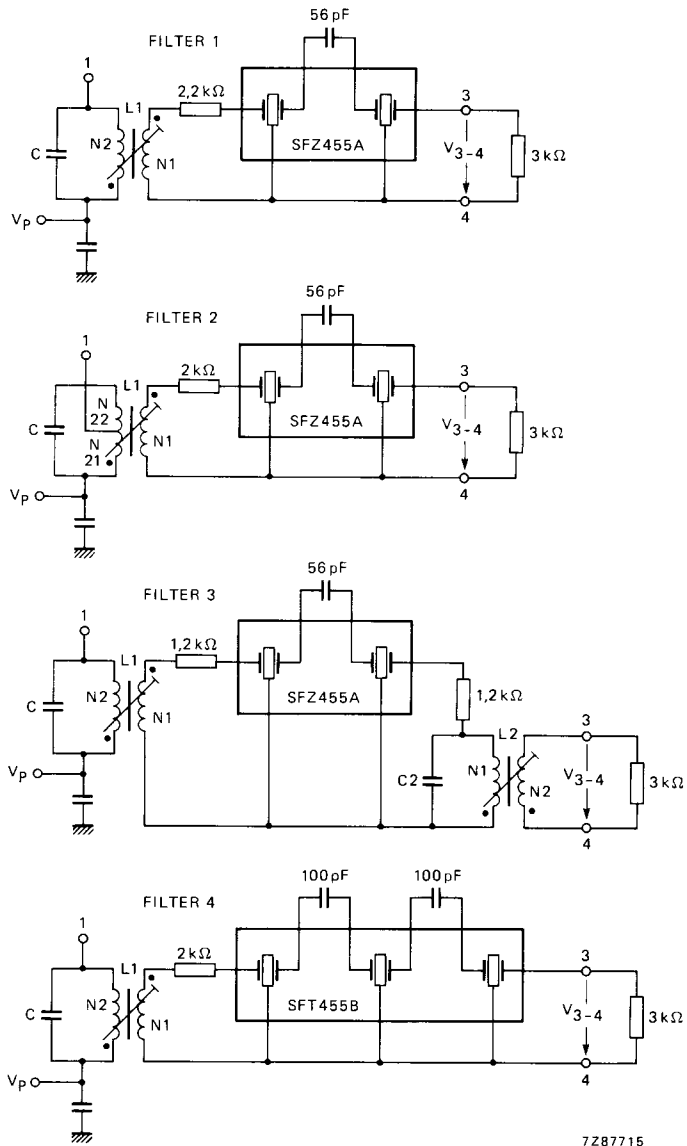 56 pF
FILTER 1
1
2,2 kΩ
3
L1
C
N2
N1
SFZ455A
V3-4
3 kΩ
VP
4
56 pF
FILTER 2
1
2 kΩ
3
L1
C
N
22
N
21
N1
SFZ455A
V3-4
3 kΩ
VP
4
56 pF
FILTER 3
1
1,2 kΩ
L1
C
N2
N1
SFZ455A
1,2 kΩ
L2
3
C2
N1
N2
V3-4
3 kΩ
VP
4
100 pF 100 pF
FILTER 4
1
2 kΩ
3
L1
C
N2
N1
SFT455B
V3-4
3 kΩ
VP
4
7Z87715